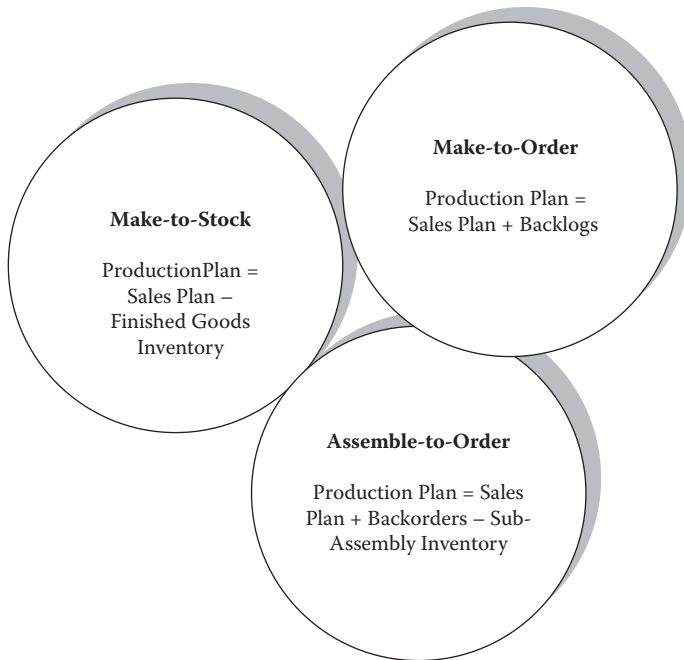 Make-to-Order
Production Plan =
Sales Plan + Backlogs
Make-to-Stock
ProductionPlan =
Sales Plan –
Finished Goods
Inventory
Assemble-to-Order
Production Plan = Sales
Plan + Backorders – Sub-
Assembly Inventory